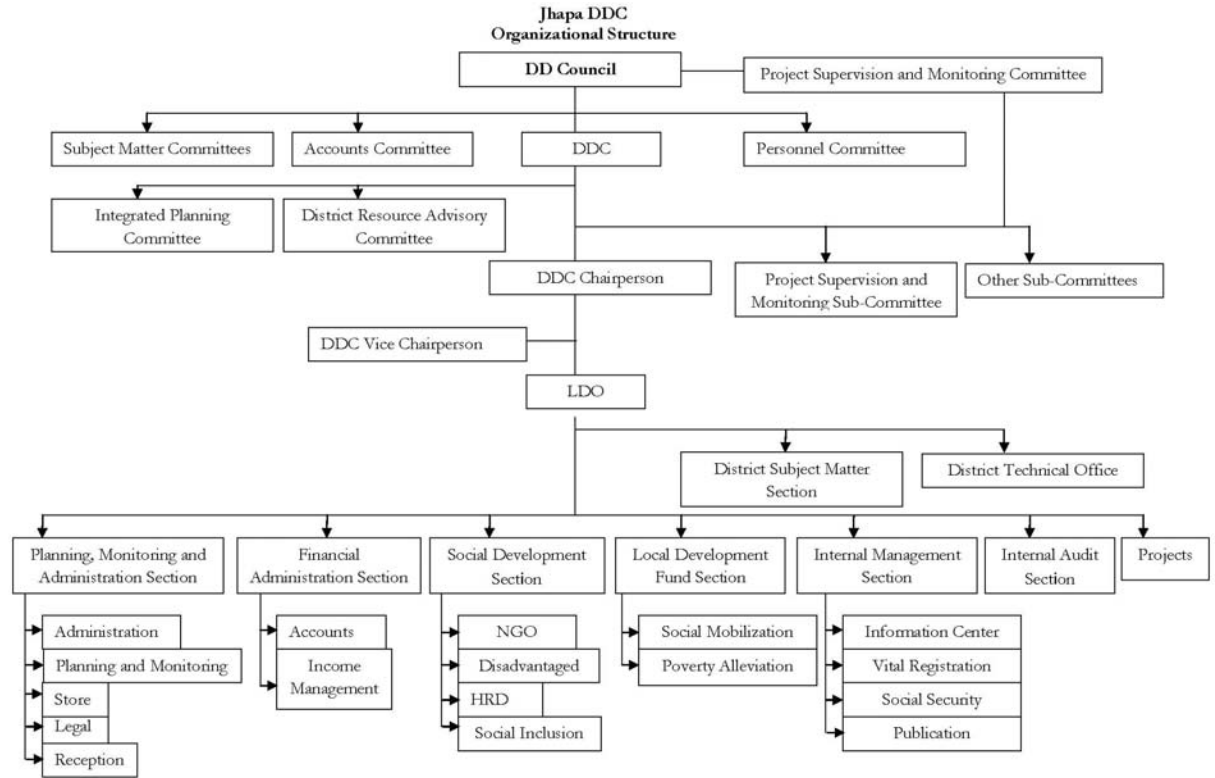 Jhapa DDC
Organizational Structure
DD Council
Project Supervision and Monitoring Committee
Subject Matter Committees
Accounts Committee
DDC
Personnel Committee
Integrated Planning
Committee
District Resource Advisory
Committee
DDC Chairperson
Project Supervision and
Monitoring Sub-Committee
Other Sub-Committees
DDC Vice Chairperson
LDO
District Subject Matter
Section
District Technical Office
Planning, Monitoring and
Administration Section
Financial
Administration Section
Social Development
Section
Local Development
Fund Section
Internal Management
Section
Internal Audit
Section
Projects
Administration
Planning and Monitoring
Store
Legal
Reception
Accounts
Income
Management
NGO
Disadvantaged
HRD
Social Inclusion
Social Mobilization
Poverty Alleviation
Information Center
Vital Registration
Social Security
Publication